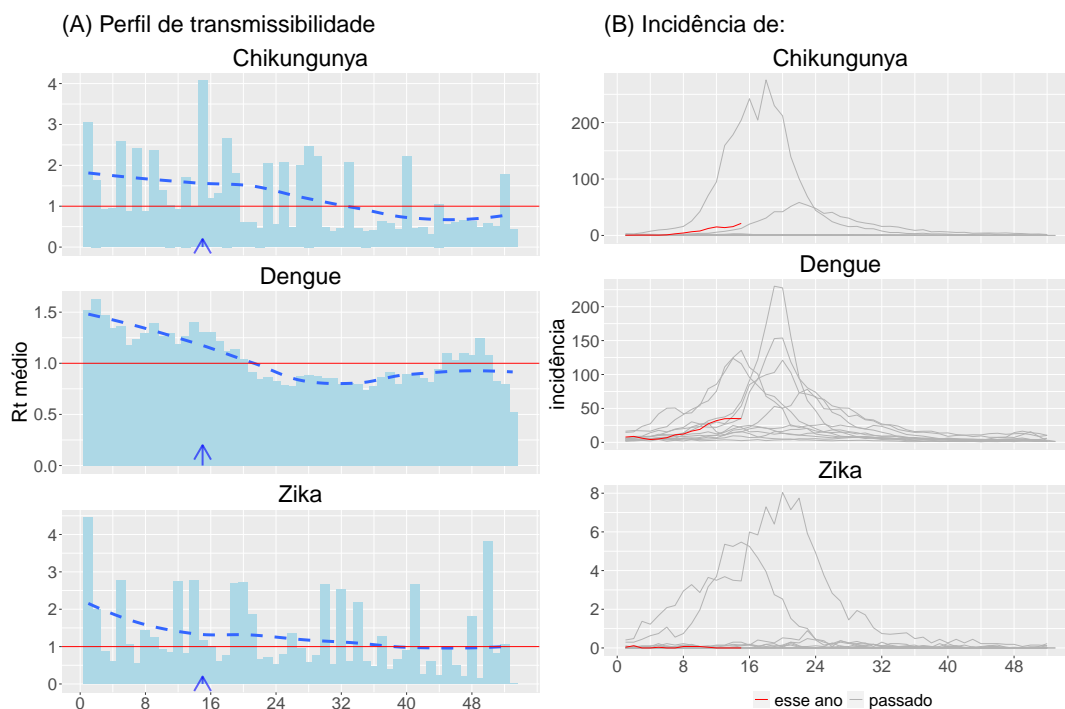 (A) Perfil de transmissibilidade
Chikungunya
4
3
2
1
0
Dengue
1.5
1.0
0.5
0.0
Zika
4
3
2
1
0
0 8 16 24 32 40 48
Rt médio
(B) Incidência de:
Chikungunya
200
100
0
Dengue
200
150
100
50
0
Zika
8
6
4
2
0
0 8 16 24 32 40 48
incidência
esse ano passado